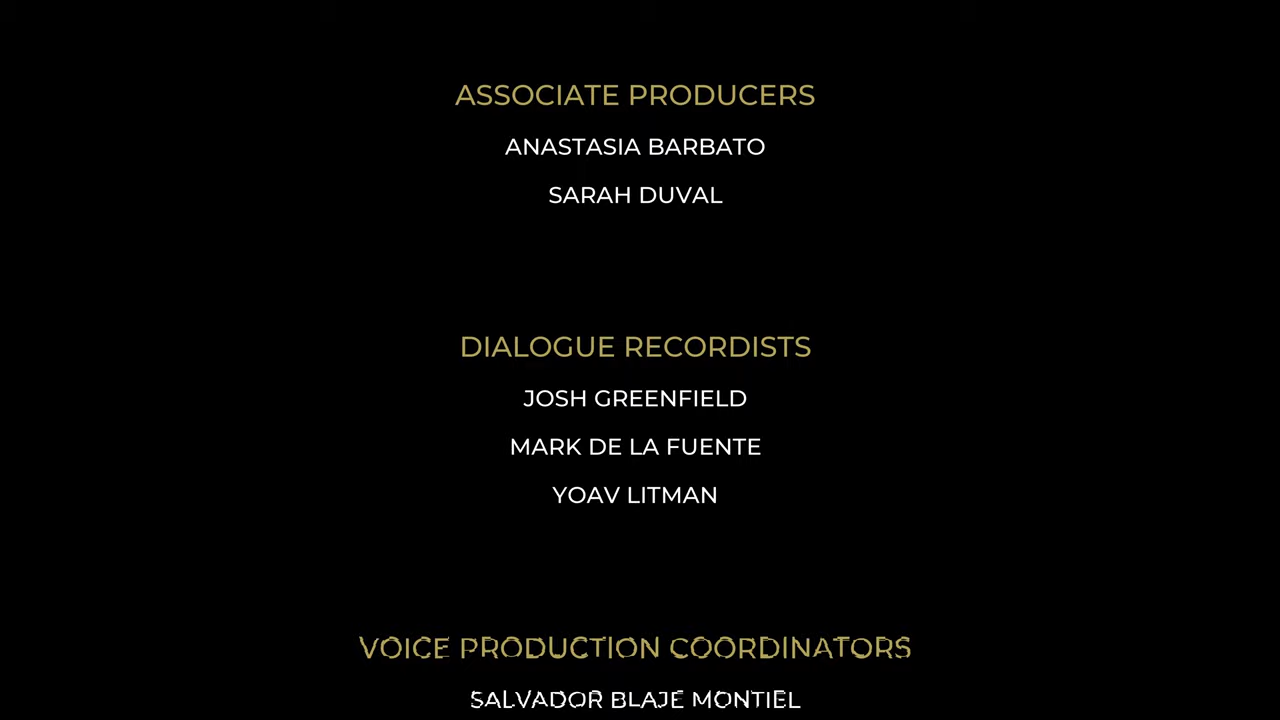 ASSOCIATE PRODUCERS
ANASTASIA BARBATO
SARAH DUVAL
DIALOGUE RECORDISTS
JOSH GREENFIELD
MARK DE LA FUENTE
YOAV LITMAN
VOICE PRODUCTION COORDINATORS
SALVADOR BLAJE MONTIEL